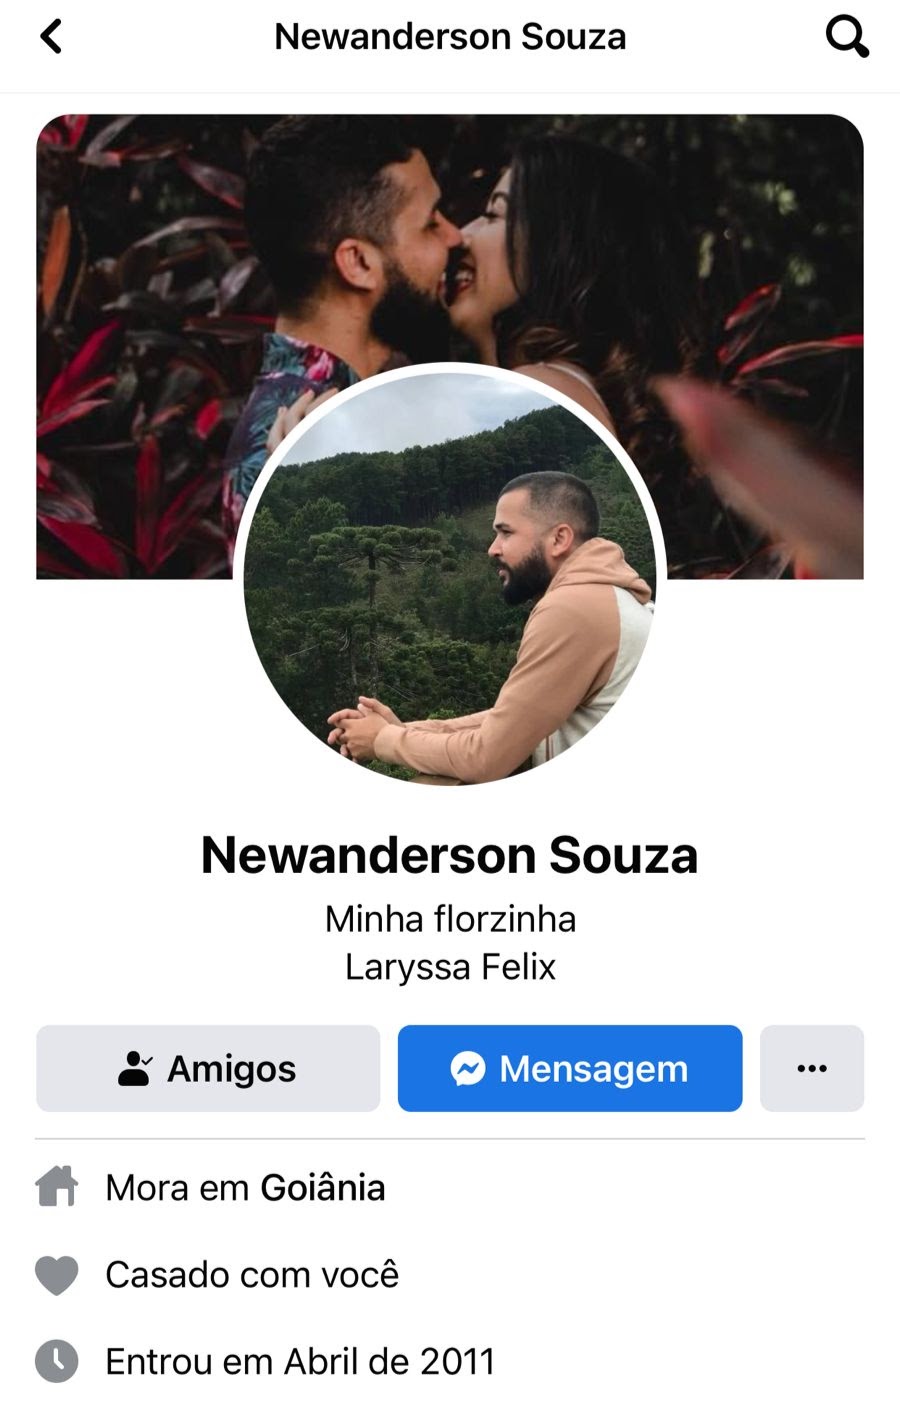 Newanderson Souza
Newanderson Souza
Minha florzinha
Laryssa Felix
Amigos
Mensagem
Mora em Goiânia
Casado com você
Entrou em Abril de 2011